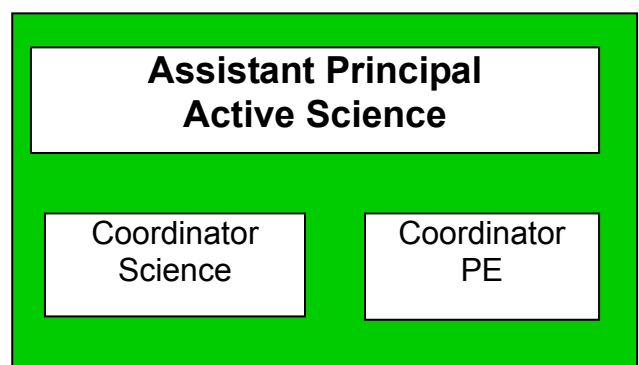 Assistant Principal
Active Science
Coordinator
Science
Coordinator
PE